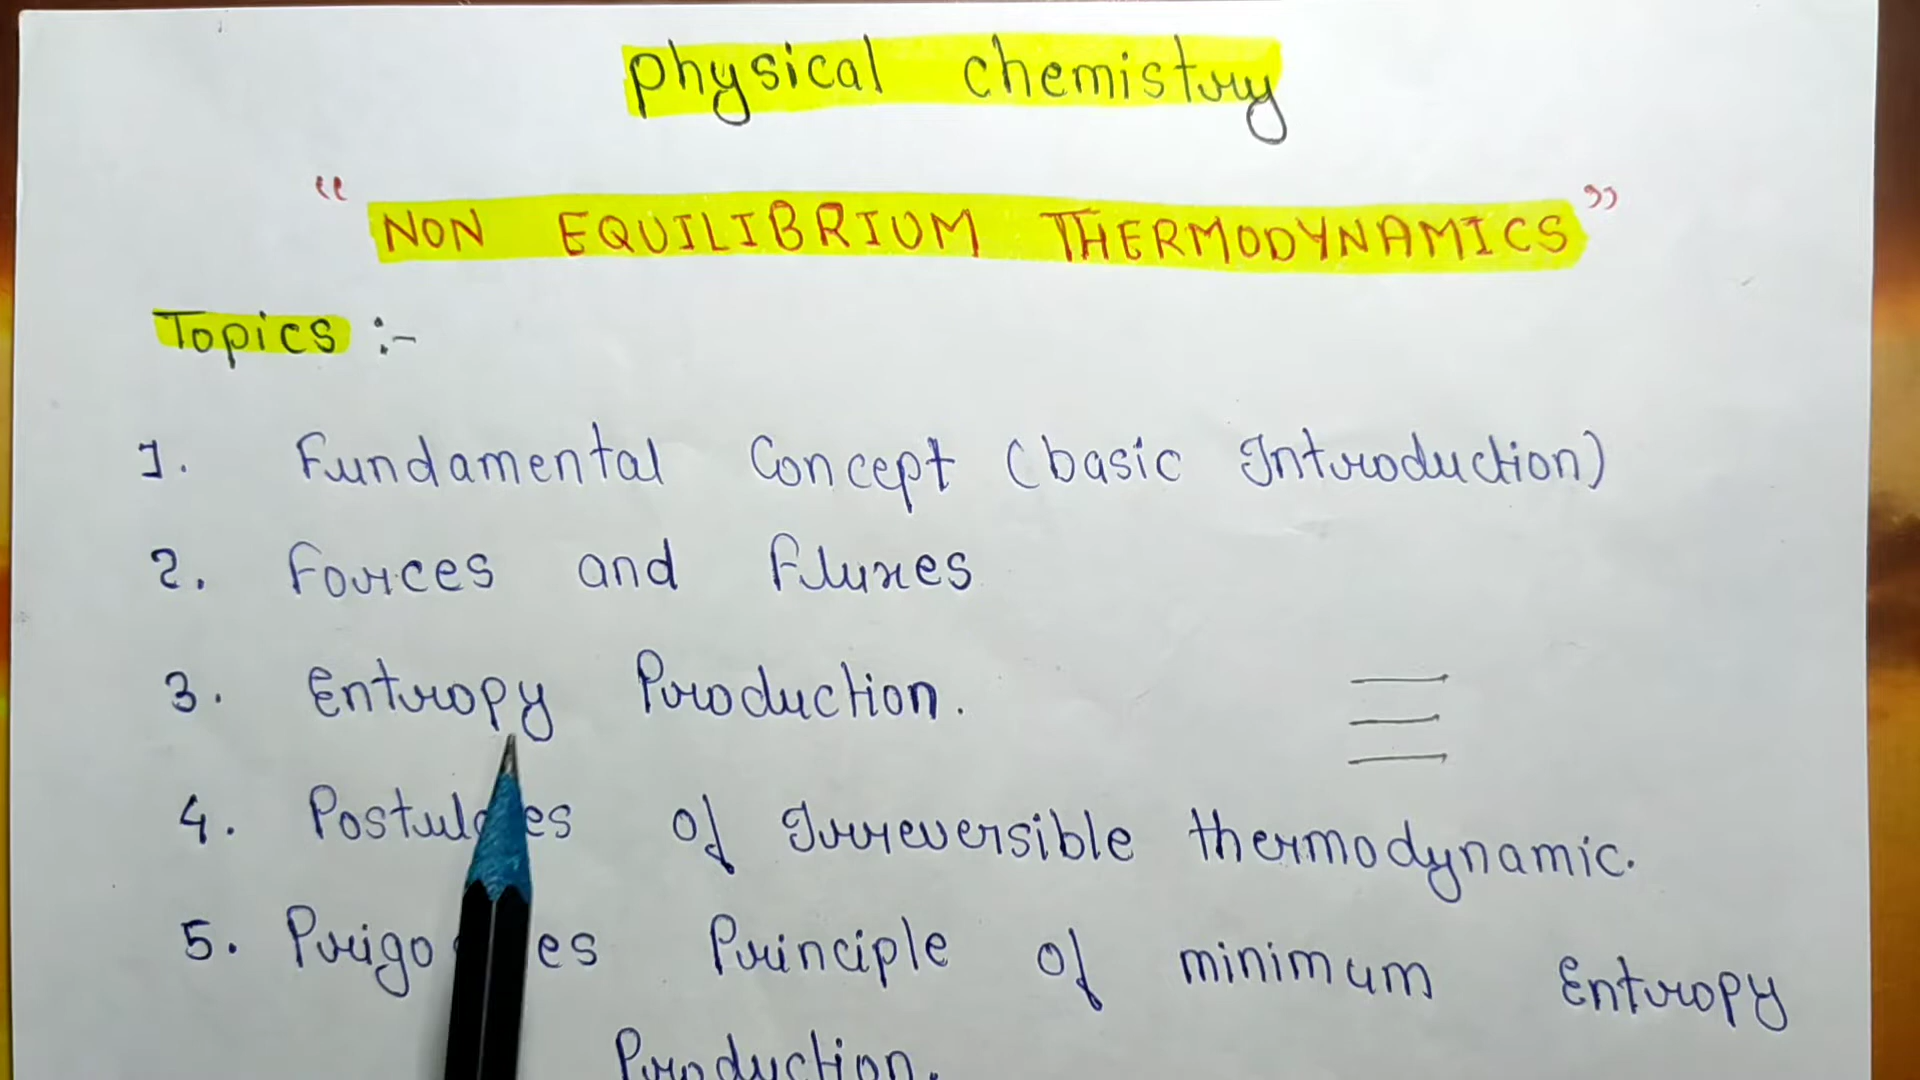 Physical chemistry
" NON EQUILIBRIUM THERMODYNAMICS "
Topics :-
1. Fundamental Concept (basic Introduction)
2. Forces and Fluxes
3. Entropy Production.
4. of Irreversible thermodynamic.
5. Principle of minimum Entropy
Production.